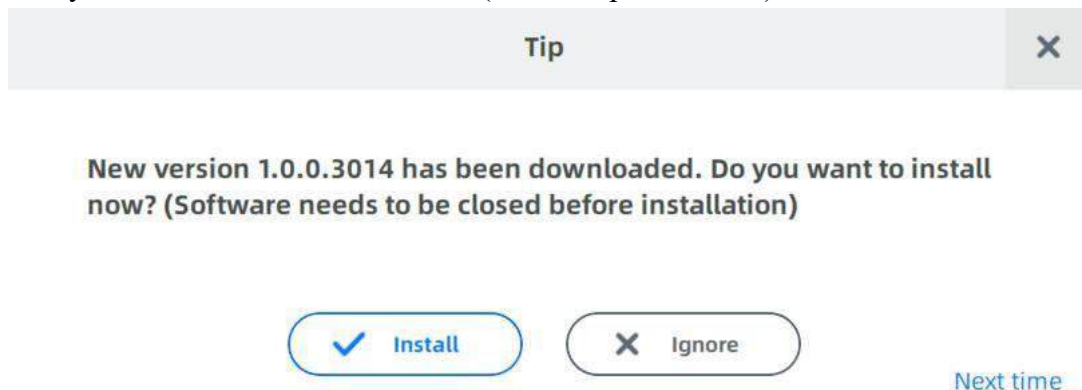 Tip
New version 1.0.0.3014 has been downloaded. Do you want to install
now? (Software needs to be closed before installation)
Install
Ignore
Next time